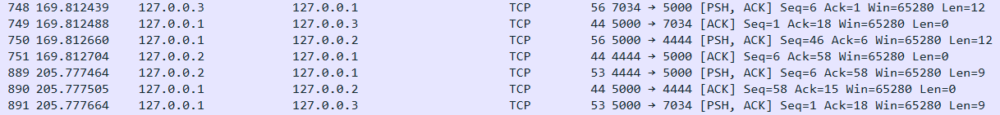 748 169.812439 127.0.0.3 127.0.0.1 TCP 56 7034 → 5000 [PSH, ACK] Seq=6 Ack=1 Win=65280 Len=12
749 169.812488 127.0.0.1 127.0.0.3 TCP 44 5000 → 7034 [ACK] Seq=1 Ack=18 Win=65280 Len=0
750 169.812660 127.0.0.1 127.0.0.2 TCP 56 5000 → 4444 [PSH, ACK] Seq=46 Ack=6 Win=65280 Len=12
751 169.812704 127.0.0.2 127.0.0.1 TCP 44 4444 → 5000 [ACK] Seq=6 Ack=58 Win=65280 Len=0
889 205.777464 127.0.0.2 127.0.0.1 TCP 53 4444 → 5000 [PSH, ACK] Seq=6 Ack=58 Win=65280 Len=9
890 205.777505 127.0.0.1 127.0.0.2 TCP 44 5000 → 4444 [ACK] Seq=58 Ack=15 Win=65280 Len=0
891 205.777664 127.0.0.1 127.0.0.3 TCP 53 5000 → 7034 [PSH, ACK] Seq=1 Ack=18 Win=65280 Len=9